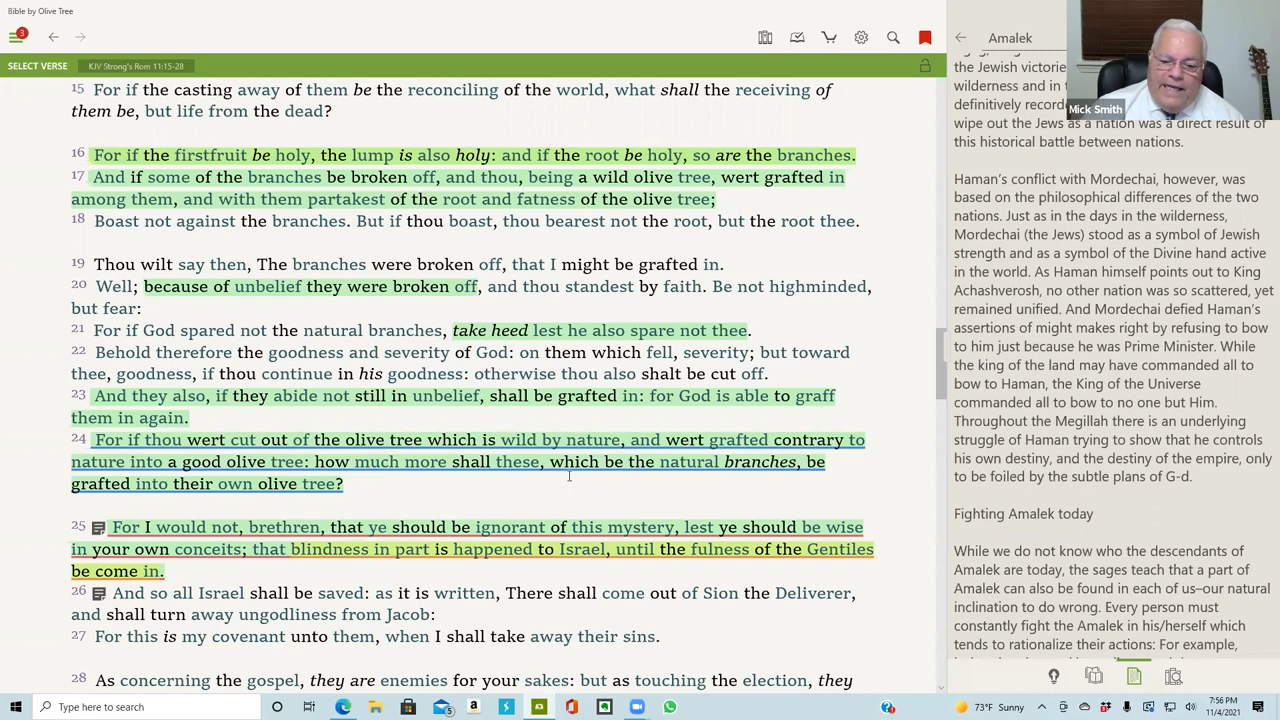 Bible by Olive Tree
3
SELECT VERSE KJV Strong's Rom 11:15-28
15 For if the casting away of them be the reconciling of the world, what shall the receiving of
them be, but life from the dead?
16 For if the firstfruit be holy, the lump is also holy: and if the root be holy, so are the branches.
17 And if some of the branches be broken off, and thou, being a wild olive tree, wert grafted in
among them, and with them partakest of the root and fatness of the olive tree;
18 Boast not against the branches. But if thou boast, thou bearest not the root, but the root thee.
19 Thou wilt say then, The branches were broken off, that I might be grafted in.
20 Well; because of unbelief they were broken off, and thou standest by faith. Be not highminded,
but fear:
21 For if God spared not the natural branches, take heed lest he also spare not thee.
22 Behold therefore the goodness and severity of God: on them which fell, severity; but toward
thee, goodness, if thou continue in his goodness: otherwise thou also shalt be cut off.
23 And they also, if they abide not still in unbelief, shall be grafted in: for God is able to graff
them in again.
24 For if thou wert cut out of the olive tree which is wild by nature, and wert grafted contrary to
nature into a good olive tree: how much more shall these, which be the natural branches, be
grafted into their own olive tree?
25 For I would not, brethren, that ye should be ignorant of this mystery, lest ye should be wise
in your own conceits; that blindness in part is happened to Israel, until the fulness of the Gentiles
be come in.
26 And so all Israel shall be saved: as it is written, There shall come out of Sion the Deliverer,
and shall turn away ungodliness from Jacob:
27 For this is my covenant unto them, when I shall take away their sins.
28 As concerning the gospel, they are enemies for your sakes: but as touching the election, they
Amalek
the Jewish victories
wilderness and in t
definitively record
Mick Smith
wipe out the Jews as a nation was a direct result of
this historical battle between nations.
Haman's conflict with Mordechai, however, was
based on the philosophical differences of the two
nations. Just as in the days in the wilderness,
Mordechai (the Jews) stood as a symbol of Jewish
strength and as a symbol of the Divine hand active
in the world. As Haman himself points out to King
Achashverosh, no other nation was so scattered, yet
remained unified. And Mordechai defied Haman's
assertions of might makes right by refusing to bow
to him just because he was Prime Minister. While
the king of the land may have commanded all to
bow to Haman, the King of the Universe
commanded all to bow to no one but Him.
Throughout the Megillah there is an underlying
struggle of Haman trying to show that he controls
his own destiny, and the destiny of the empire, only
to be foiled by the subtle plans of G-d.
Fighting Amalek today
While we do not know who the descendants of
Amalek are today, the sages teach that a part of
Amalek can also be found in each of us–our natural
inclination to do wrong. Every person must
constantly fight the Amalek in his/herself which
tends to rationalize their actions: For example,
Type here to search
5
73°F Sunny
7:56 PM
11/4/2021
1